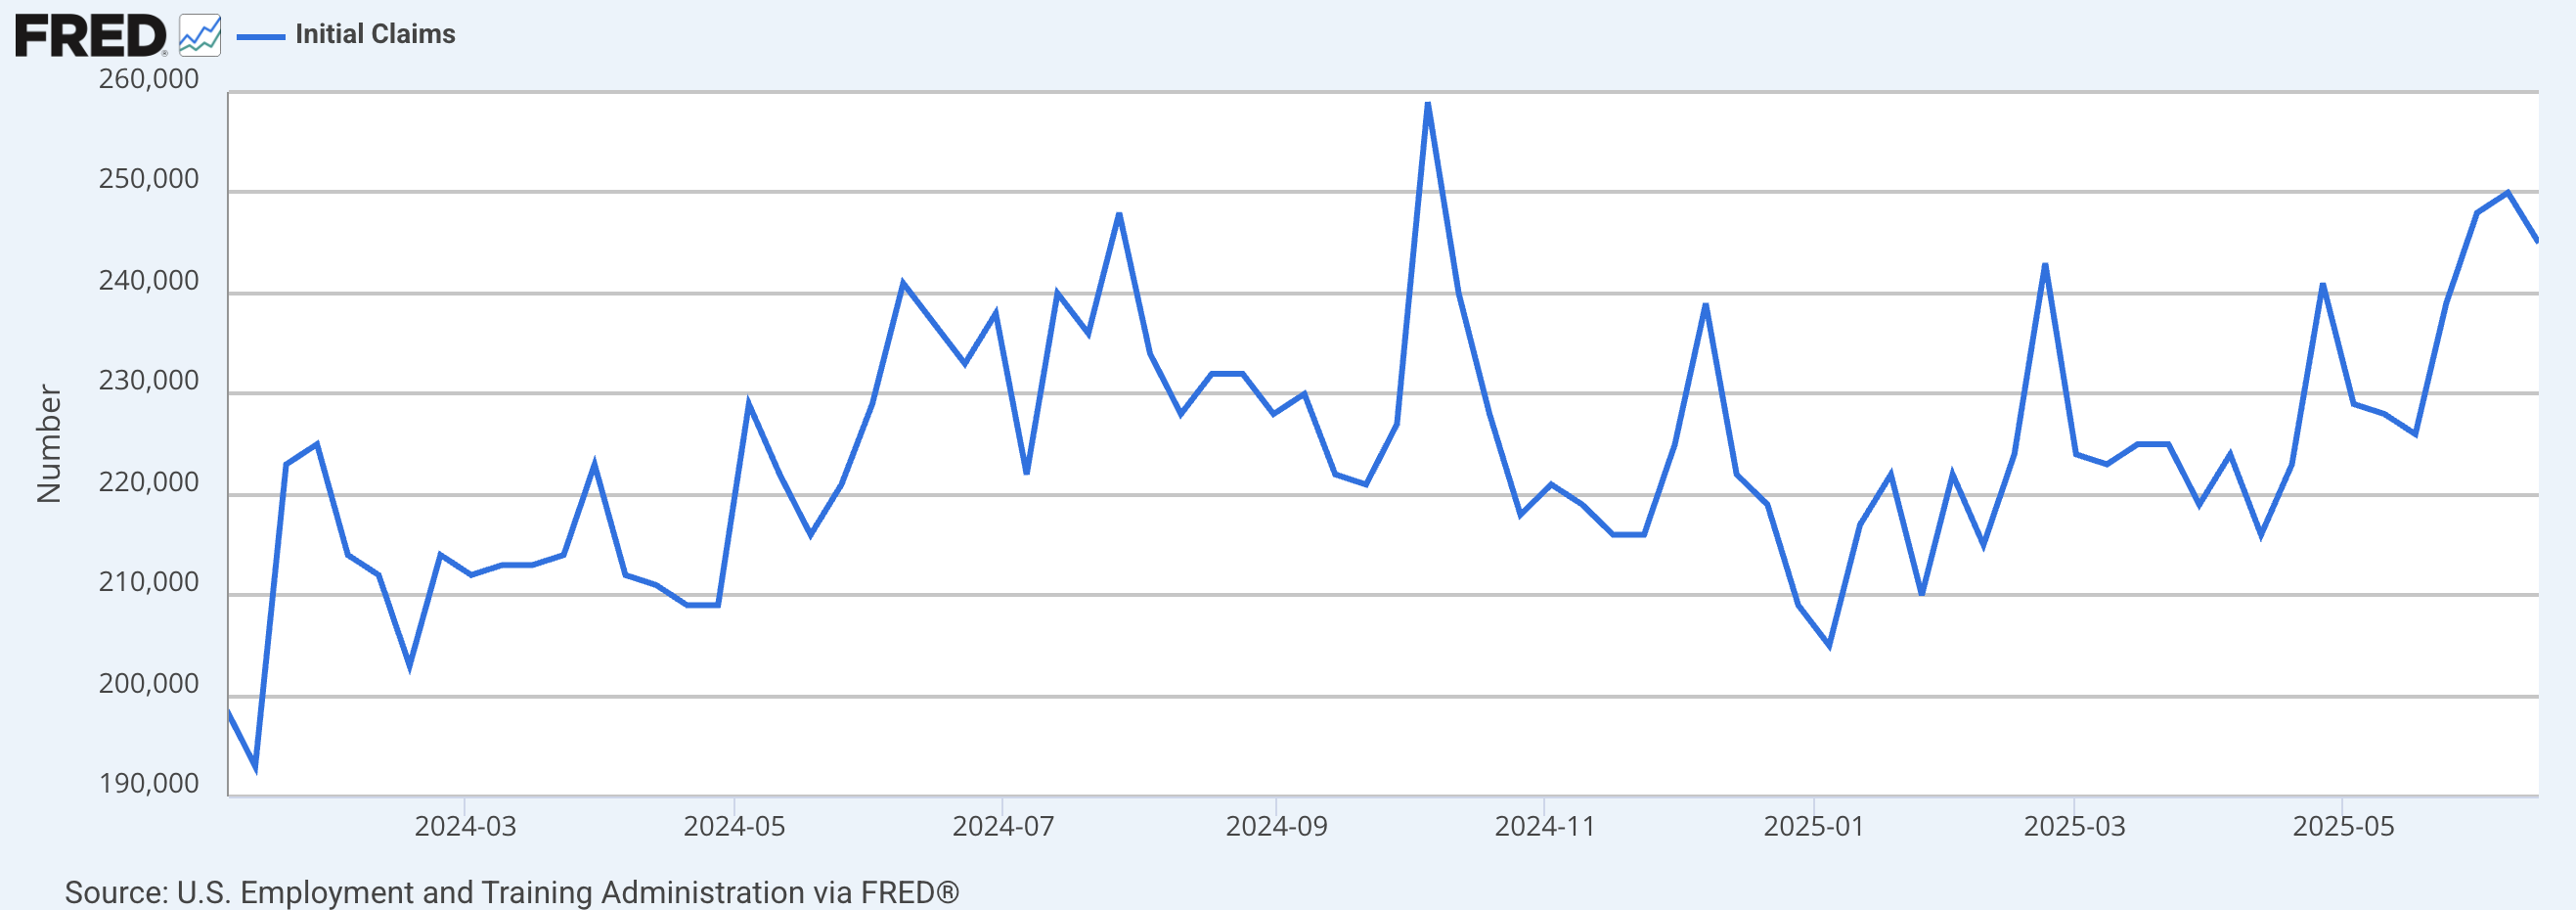 FRED® Initial Claims
260,000
250,000
240,000
230,000
220,000
210,000
200,000
190,000
Number
2024-03 2024-05 2024-07 2024-09 2024-11 2025-01 2025-03 2025-05
Source: U.S. Employment and Training Administration via FRED®